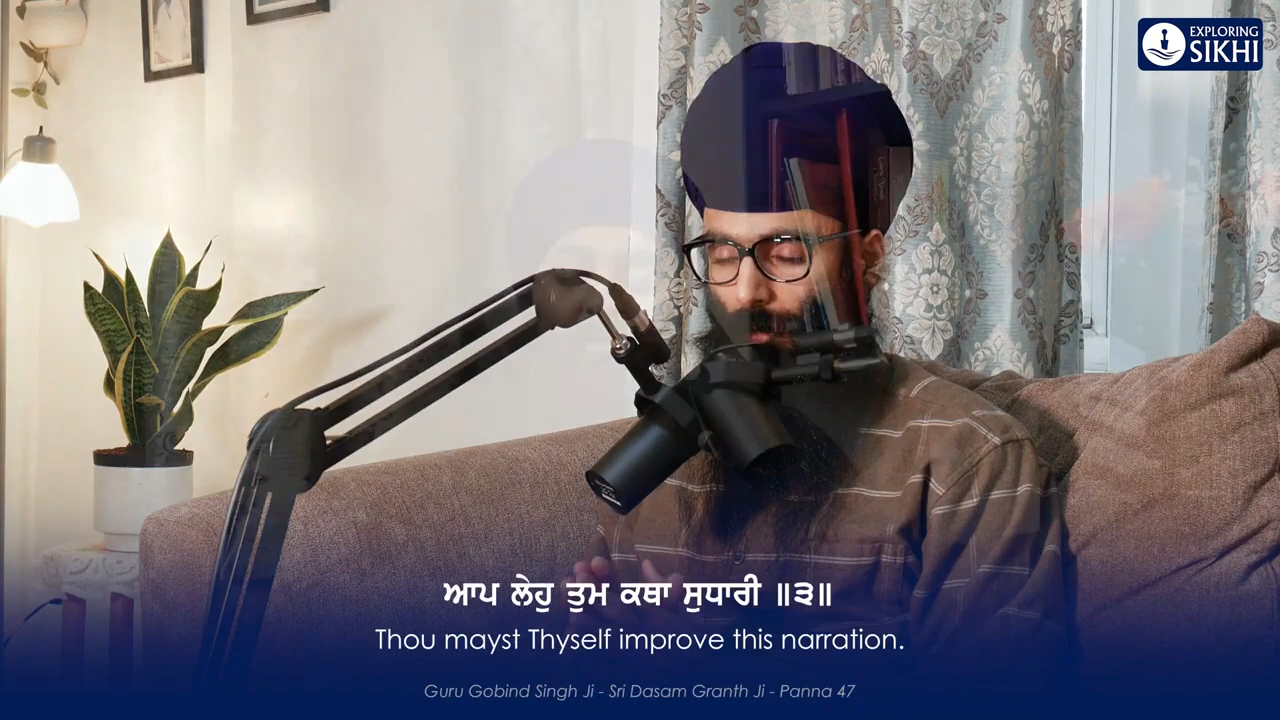 EXPLORING
SIKHI
ਆਪ ਲੇਹੁ ਤੁਮ ਕਥਾ ਸੁਧਾਰੀ ॥੩॥
Thou mayst Thyself improve this narration.
Guru Gobind Singh Ji - Sri Dasam Granth Ji - Panna 47